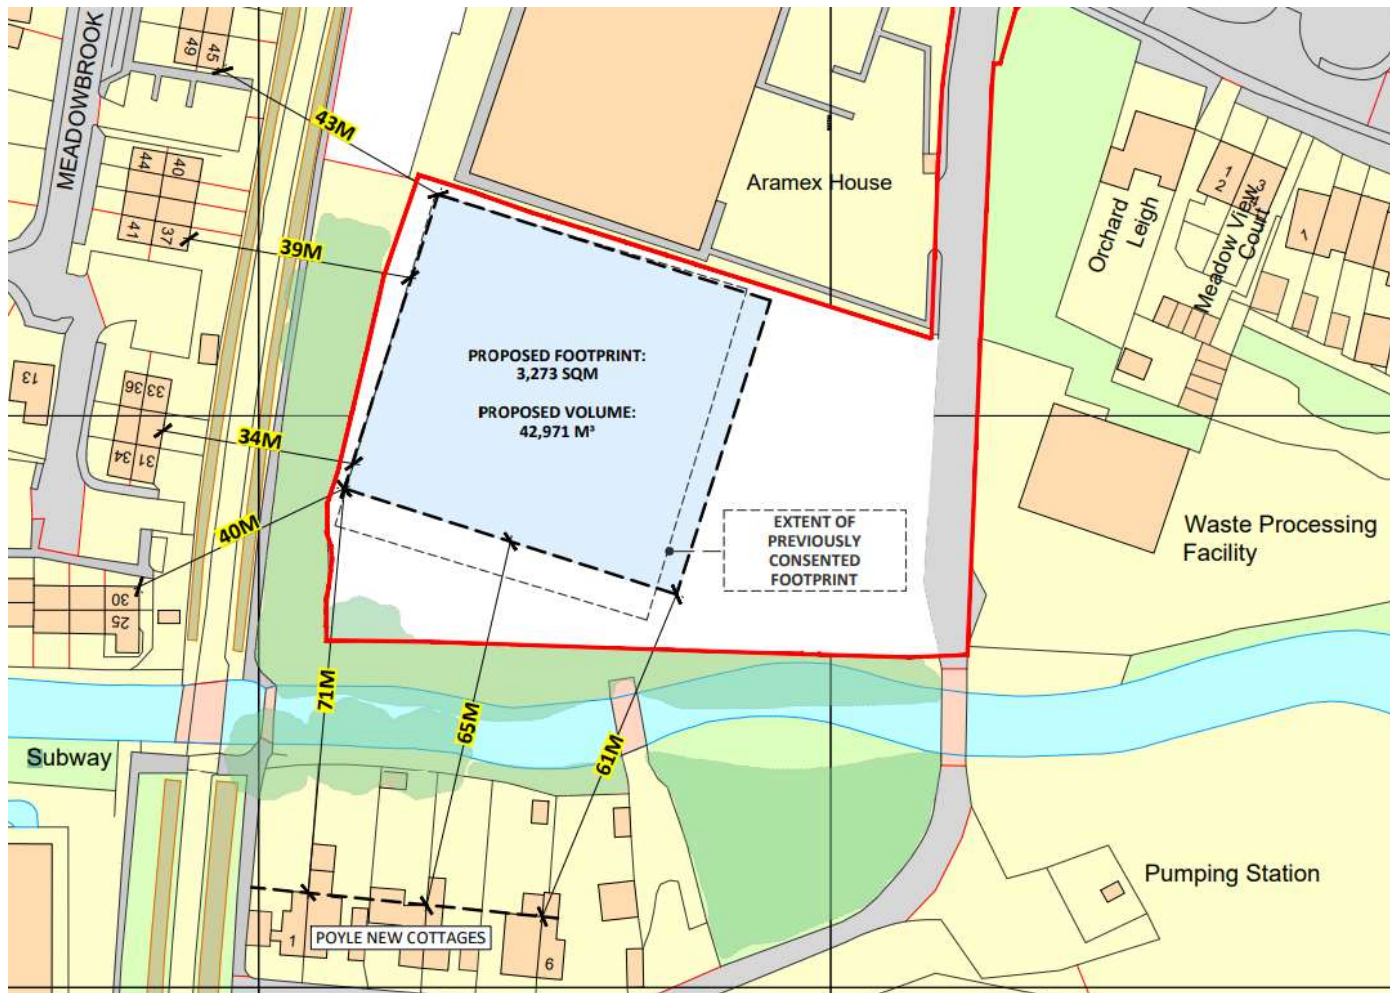 MEADOWBROOK
49
45
43M
44
40
41
37
39M
Aramex House
Orchard
Leigh
1
2
3
Meadow View
Court
1
PROPOSED FOOTPRINT:
3,273 SQM
PROPOSED VOLUME:
42,971 M³
13
36
33
34
31
34M
40M
EXTENT OF
PREVIOUSLY
CONSENTED
FOOTPRINT
Waste Processing
Facility
30
25
71M
65M
61M
Subway
Pumping Station
1
POYLE NEW COTTAGES
6